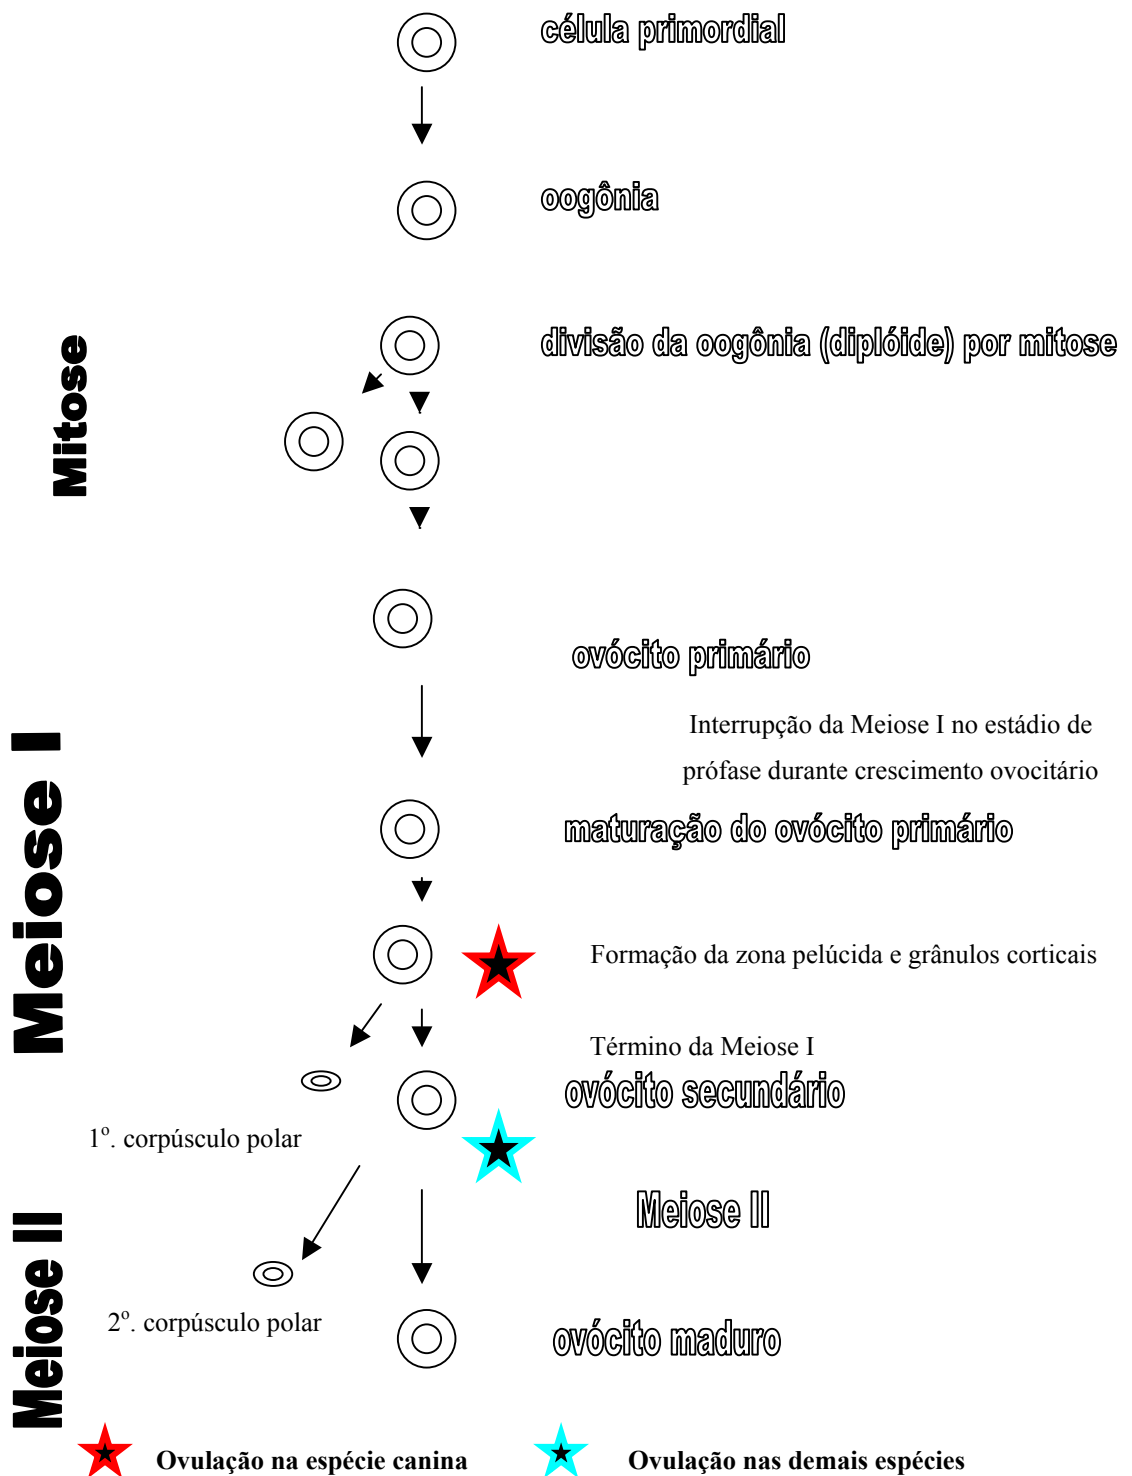 célula primordial
oogônia
Mitose
divisão da oogônia (diplóide) por mitose
ovócito primário
Interrupção da Meiose I no estádio de
prófase durante crescimento ovocitário
Meiose I
maturação do ovócito primário
Formação da zona pelúcida e grânulos corticais
Término da Meiose I
ovócito secundário
1º. corpúsculo polar
Meiose II
Meiose II
2º. corpúsculo polar
ovócito maduro
Ovulação na espécie canina
Ovulação nas demais espécies